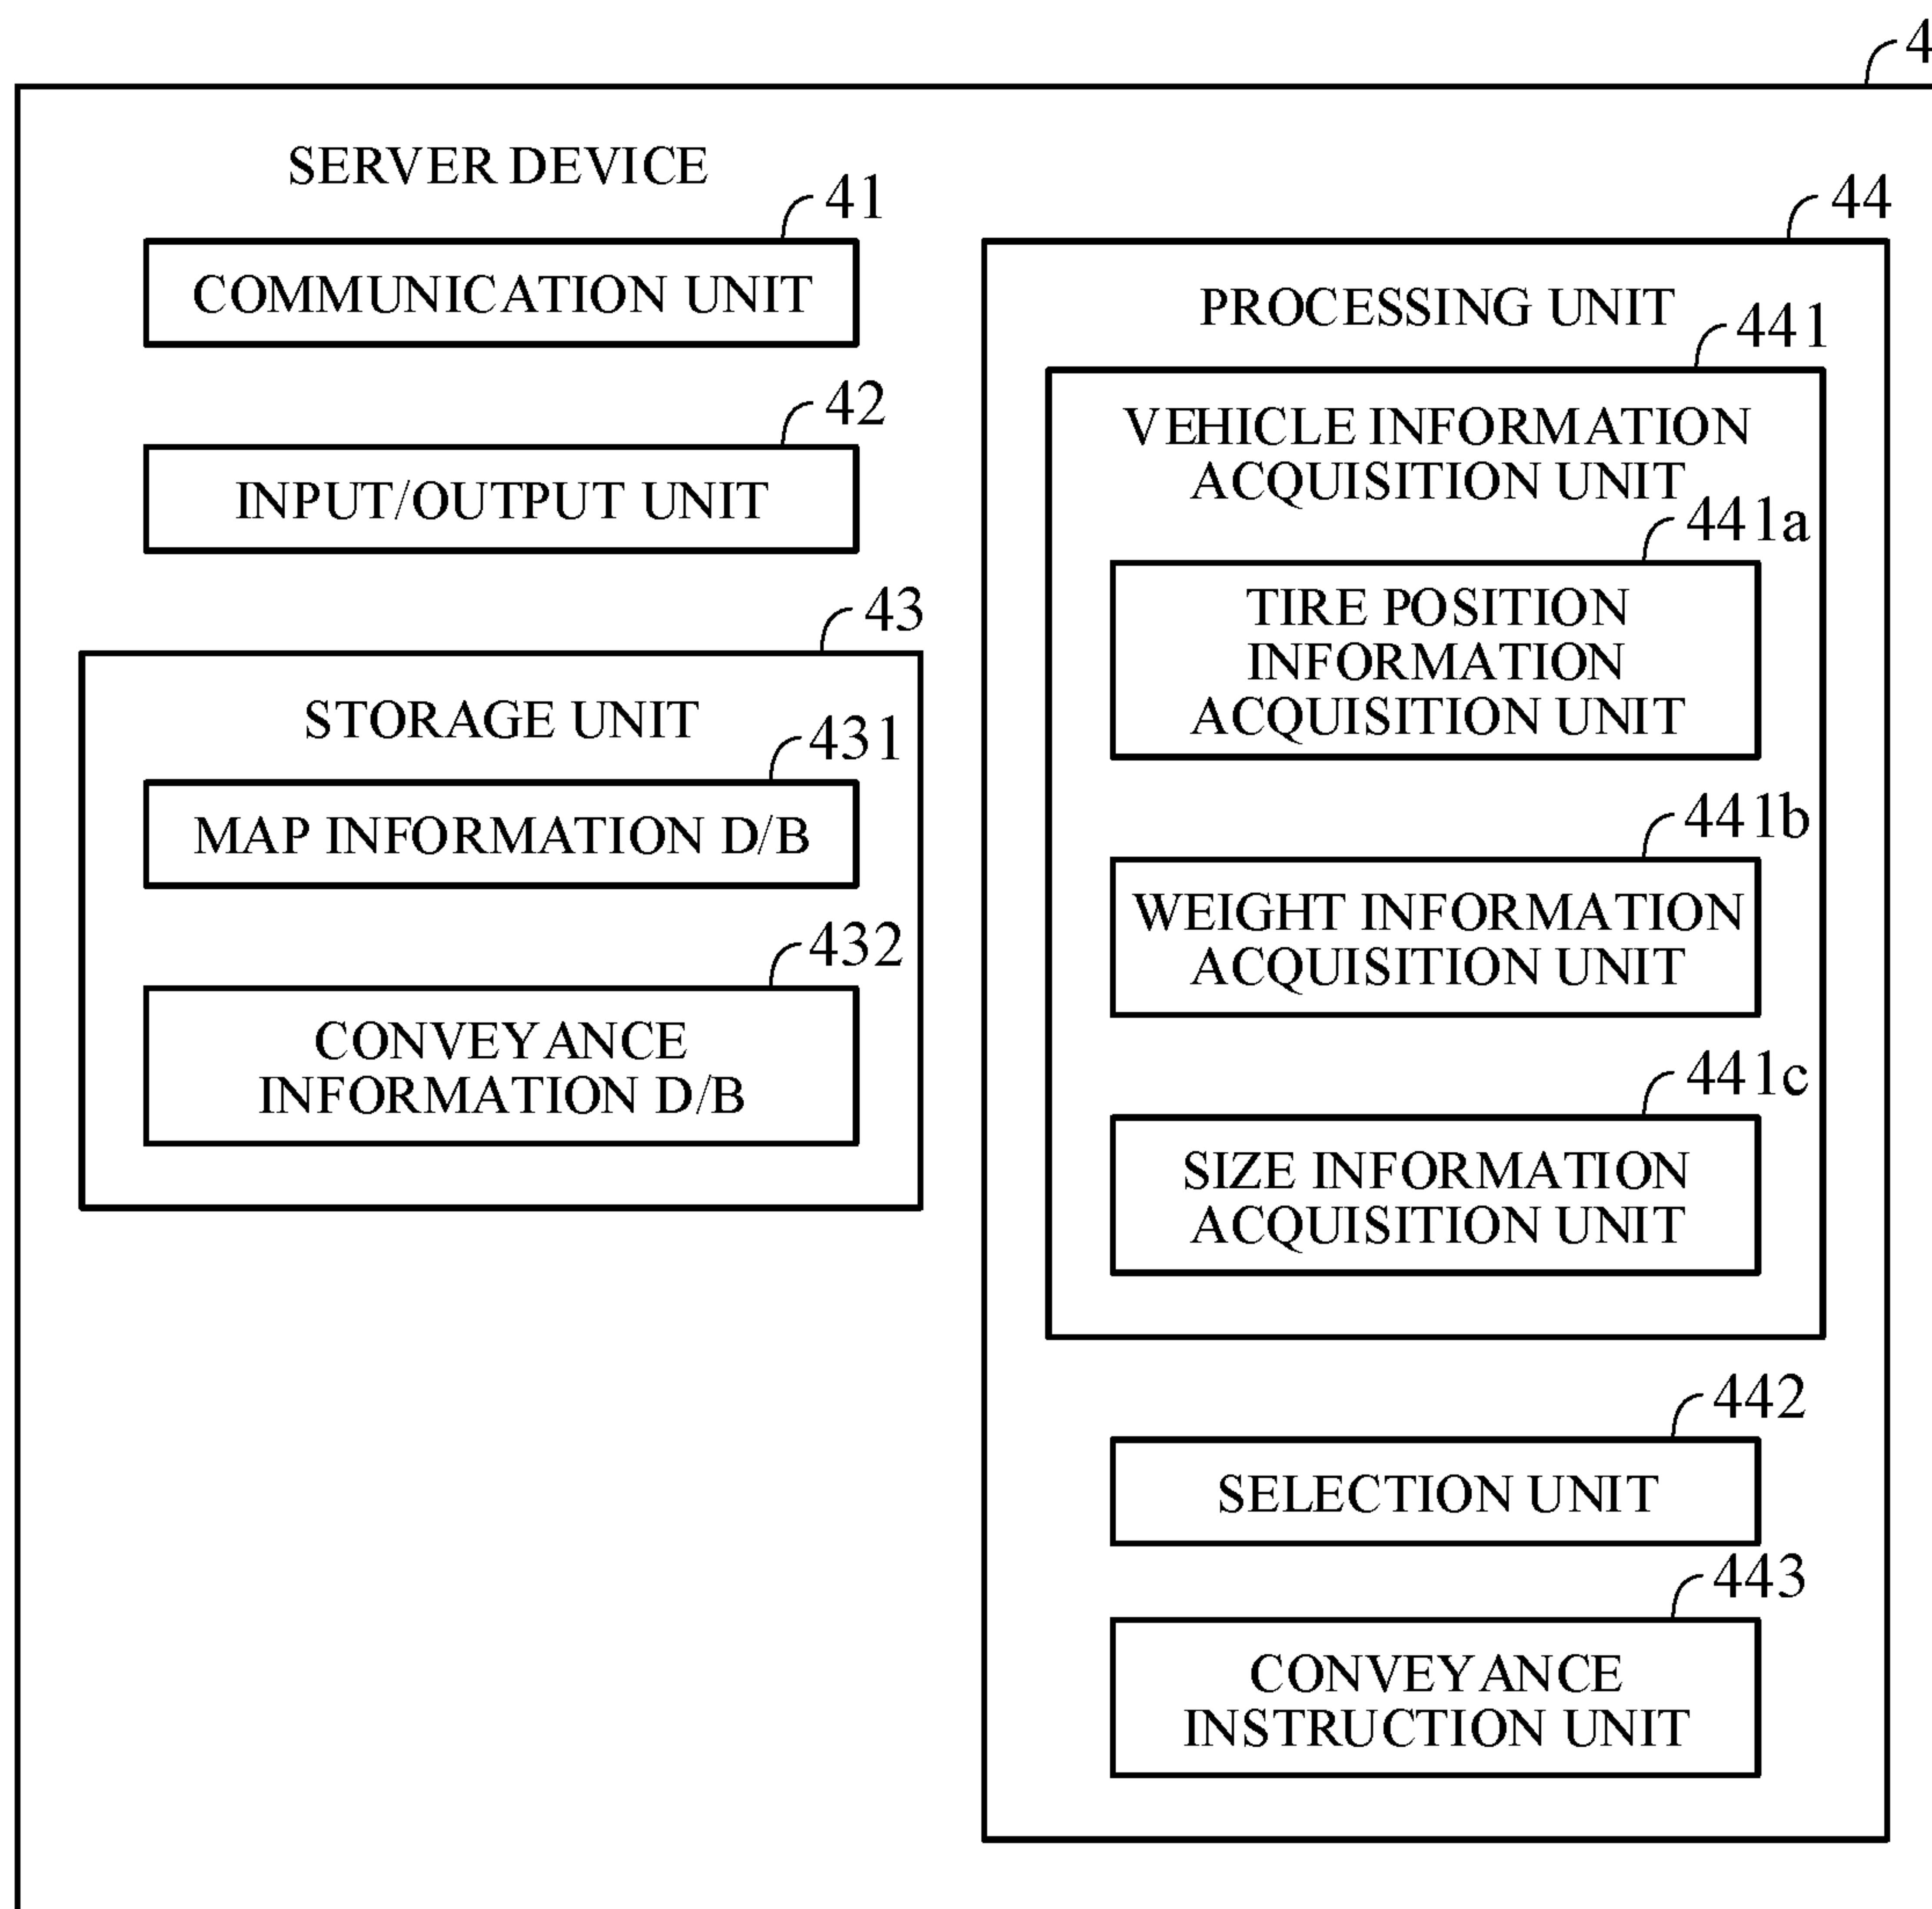 4
SERVER DEVICE
41
COMMUNICATION UNIT
42
INPUT/OUTPUT UNIT
43
STORAGE UNIT
431
MAP INFORMATION D/B
432
CONVEYANCE
INFORMATION D/B
44
PROCESSING UNIT
441
VEHICLE INFORMATION
ACQUISITION UNIT
441a
TIRE POSITION
INFORMATION
ACQUISITION UNIT
441b
WEIGHT INFORMATION
ACQUISITION UNIT
441c
SIZE INFORMATION
ACQUISITION UNIT
442
SELECTION UNIT
443
CONVEYANCE
INSTRUCTION UNIT